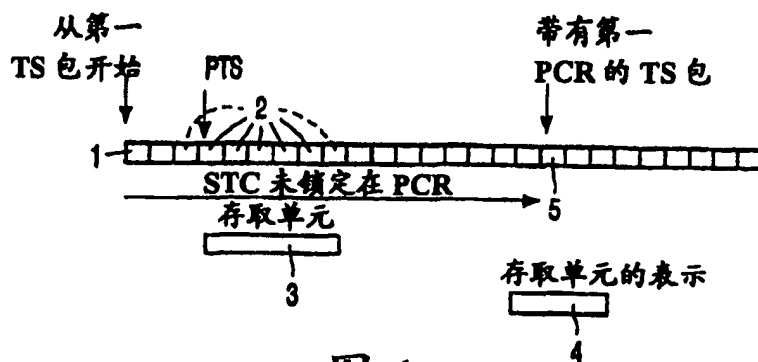 从第一
TS 包开始
PTS
带有第一
PCR 的 TS 包
2
1
STC 未锁定在 PCR
5
存取单元
3
存取单元的表示
4